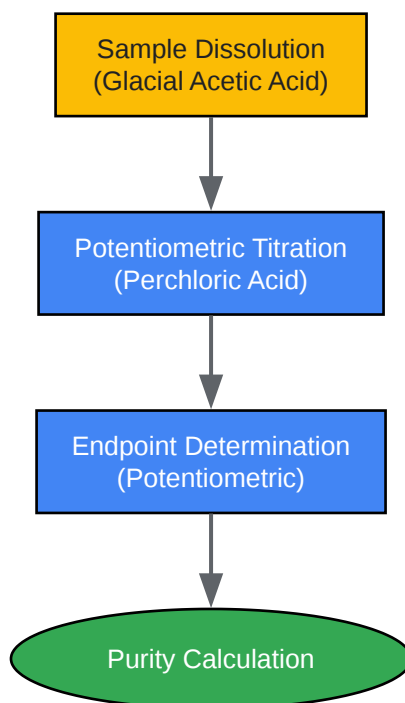 Sample Dissolution
(Glacial Acetic Acid)
Potentiometric Titration
(Perchloric Acid)
Endpoint Determination
(Potentiometric)
Purity Calculation